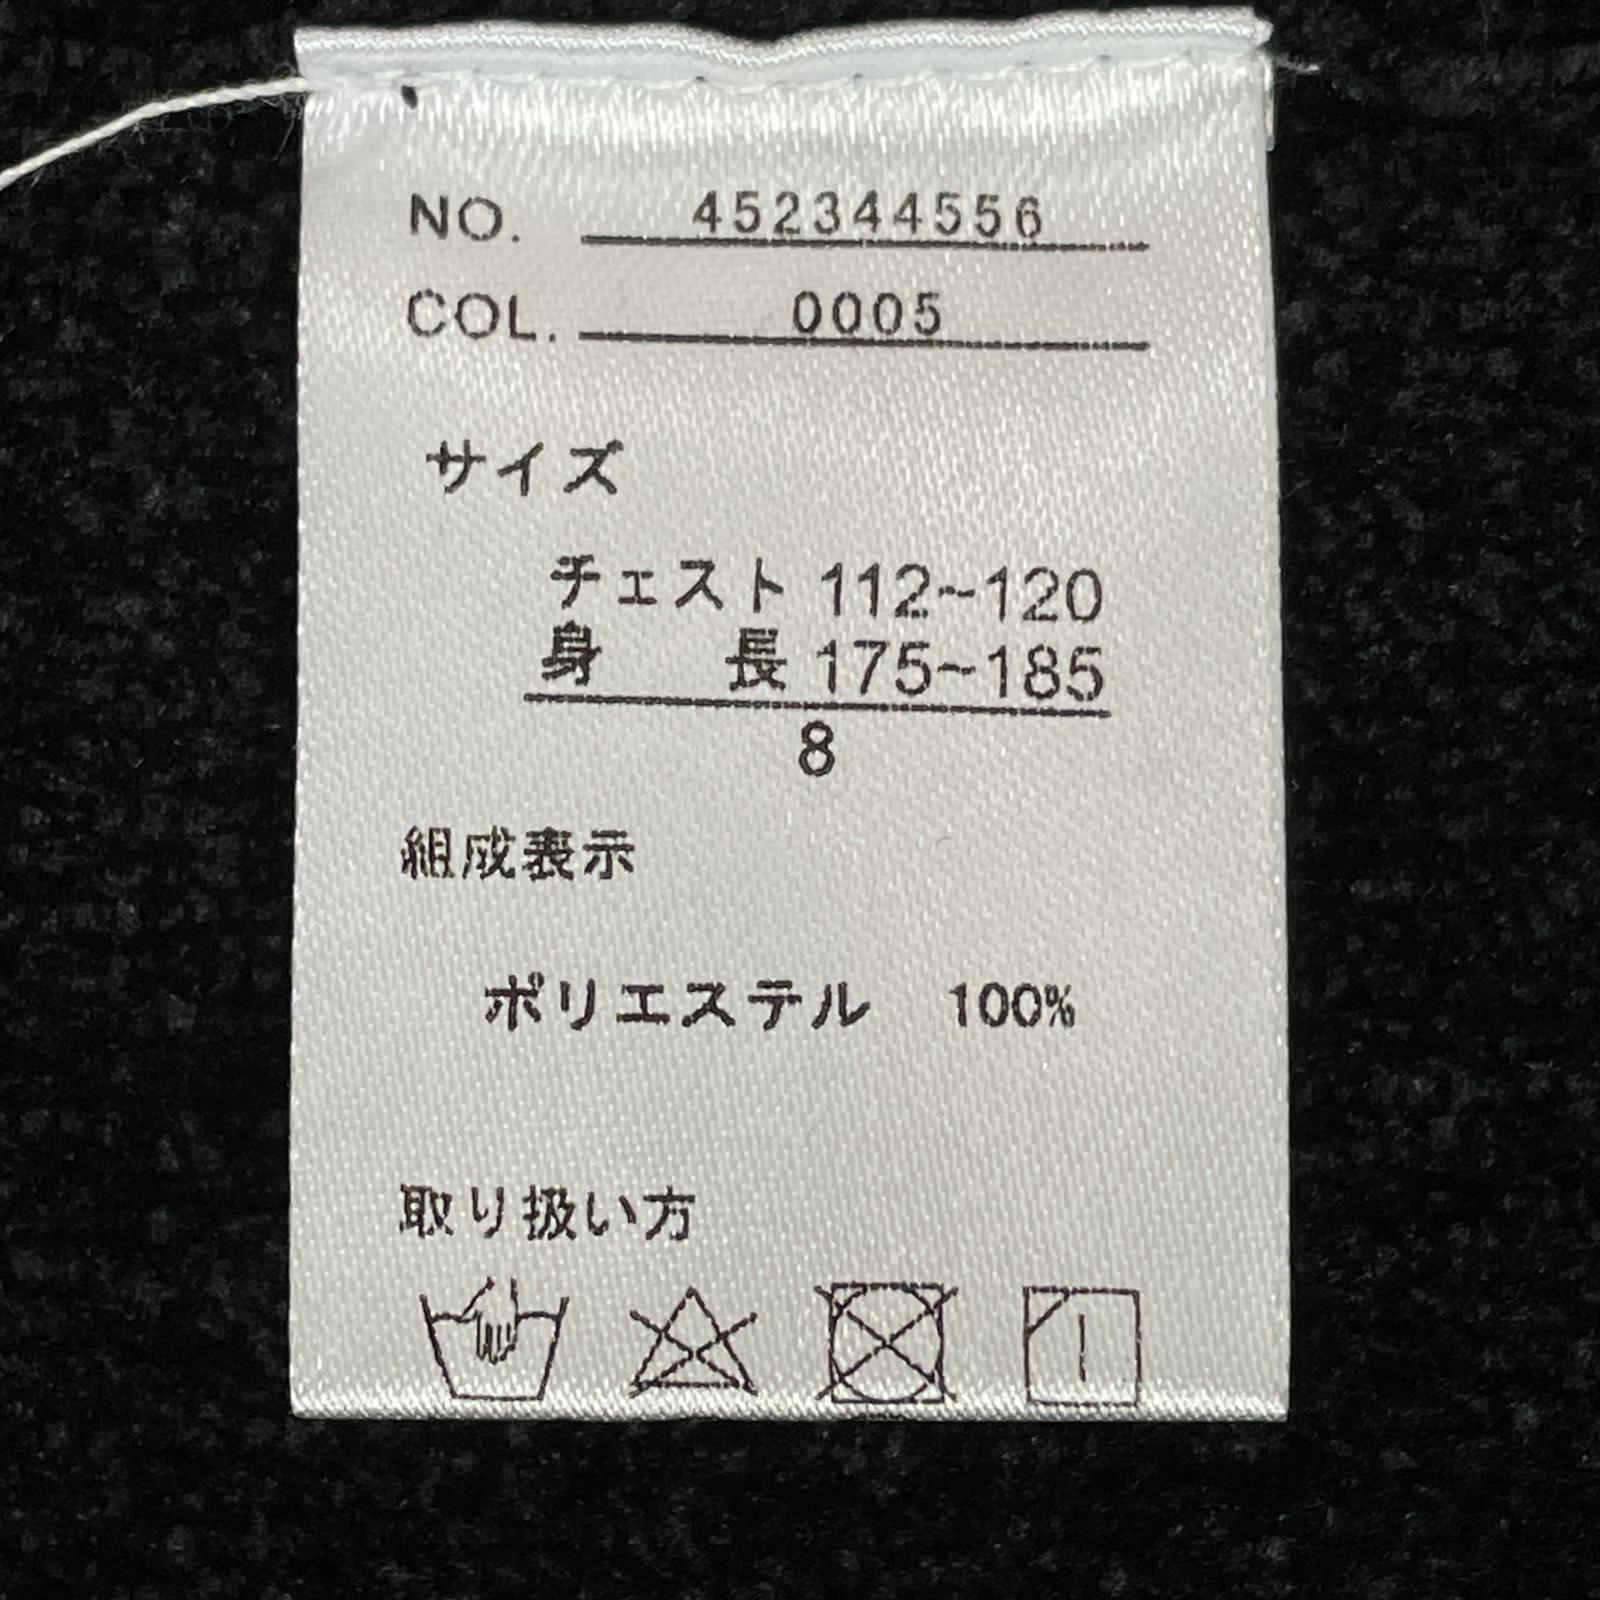 NO. 452344556
COL. 0005
サイズ
チェスト 112~120
身 長 175~185
8
組成表示
ポリエステル 100%
取り扱い方